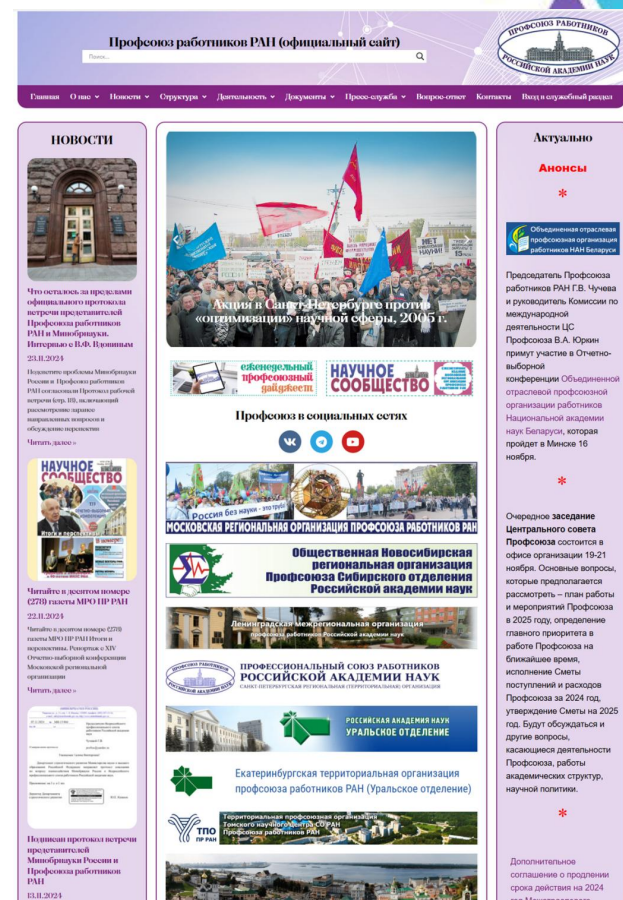 Профсоюз работников РАН (официальный сайт)
Поиск...
ПРОФСОЮЗ РАБОТНИКОВ
РОССИЙСКОЙ АКАДЕМИИ НАУК
Главная О нас Новости Структура Деятельность Документы Пресс-служба Вопрос-ответ Контакты Вход в служебный раздел
НОВОСТИ
Что осталось за пределами
официального протокола
встречи представителей
Профсоюза работников
РАН и Минобрнауки.
Интервью с В.Ф. Вдовиным
23.11.2024
Подсветите проблемы Минобрнауки
России и Профсоюз работников
РАН согласовали Протокол рабочей
встречи (стр. 18), включающий
рассмотрение заранее
направленных вопросов и
обсуждение перспектив
Читать далее »
НАУЧНОЕ
СООБЩЕСТВО
Итоги и перспективы
Читайте в десятом номере
(278) газеты МРО ПР РАН
22.11.2024
Читайте в десятом номере (278)
газеты МРО ПР РАН Итоги и
перспективы. Репортаж с XIV
Отчетно-выборной конференции
Московской региональной
организации
Читать далее »
Подписан протокол встречи
представителей
Минобрнауки России и
Профсоюза работников
РАН
13.11.2024
НЕТ
НАУКИ
Акция в Санкт-Петербурге против
«оптимизации» научной сферы, 2005 г.
еженедельный
профсоюзный
дайджест
НАУЧНОЕ
СООБЩЕСТВО
Профсоюз в социальных сетях
Россия без науки - это труба
МОСКОВСКАЯ РЕГИОНАЛЬНАЯ ОРГАНИЗАЦИЯ ПРОФСОЮЗА РАБОТНИКОВ РАН
Общественная Новосибирская
региональная организация
Профсоюза Сибирского отделения
Российской академии наук
Ленинградская межрегиональная организация
профсоюза работников Российской академии наук
ПРОФЕССИОНАЛЬНЫЙ СОЮЗ РАБОТНИКОВ
РОССИЙСКОЙ АКАДЕМИИ НАУК
САНКТ-ПЕТЕРБУРГСКАЯ РЕГИОНАЛЬНАЯ (ТЕРРИТОРИАЛЬНАЯ) ОРГАНИЗАЦИЯ
РОССИЙСКАЯ АКАДЕМИЯ НАУК
УРАЛЬСКОЕ ОТДЕЛЕНИЕ
Екатеринбургская территориальная организация
профсоюза работников РАН (Уральское отделение)
ТПО
ПР РАН
Территориальная профсоюзная организация
Томского научного центра СО РАН
Профсоюза работников РАН
Актуально
Анонсы
*
Объединенная отраслевая
профсоюзная организация
работников НАН Беларуси
Председатель Профсоюза
работников РАН Г.В. Чучева
и руководитель Комиссии по
международной
деятельности ЦС
Профсоюза В.А. Юркин
примут участие в Отчетно-
выборной
конференции Объединенной
отраслевой профсоюзной
организации работников
Национальной академии
наук Беларуси, которая
пройдет в Минске 16
ноября.
*
Очередное заседание
Центрального совета
Профсоюза состоится в
офисе организации 19-21
ноября. Основные вопросы,
которые предполагается
рассмотреть – план работы
и мероприятий Профсоюза
в 2025 году, определение
главного приоритета в
работе Профсоюза на
ближайшее время,
исполнение Сметы
поступлений и расходов
Профсоюза за 2024 год,
утверждение Сметы на 2025
год. Будут обсуждаться и
другие вопросы,
касающиеся деятельности
Профсоюза, работы
академических структур,
научной политики.
*
Дополнительное
соглашение о продлении
срока действия на 2024
год Межотраслевого